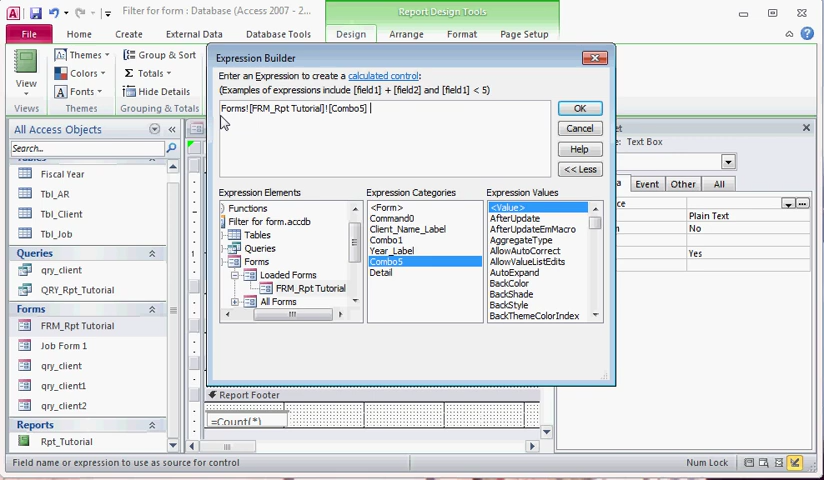 Filter for form : Database (Access 2007 - 2...
Report Design Tools
File
Home
Create
External Data
Database Tools
Design
Arrange
Format
Page Setup
View
Views
Themes
Colors
Fonts
Themes
Group & Sort
Totals
Hide Details
Grouping & Totals
All Access Objects
Search...
Tables
Fiscal Year
Tbl_AR
Tbl_Client
Tbl_Job
Queries
qry_client
QRY_Rpt Tutorial
Forms
FRM_Rpt Tutorial
Job Form 1
qry_client
qry_client1
qry_client2
Reports
Rpt_Tutorial
Expression Builder
Enter an Expression to create a calculated control:
(Examples of expressions include [field1] + [field2] and [field1] < 5)
Forms![FRM_Rpt Tutorial]![Combo5]
OK
Cancel
Help
<< Less
Expression Elements
Functions
Filter for form.accdb
Tables
Queries
Forms
Loaded Forms
FRM_Rpt Tutorial
All Forms
Expression Categories
<Form>
Command0
Client_Name_Label
Combo1
Year_Label
Combo5
Detail
Expression Values
<Value>
AfterUpdate
AfterUpdateEmMacro
AggregateType
AllowAutoCorrect
AllowValueListEdits
AutoExpand
BackColor
BackShade
BackStyle
BackThemeColorIndex
Report Footer
=Count(*)
Text Box
Event
Other
All
Plain Text
No
Yes
Field name or expression to use as source for control
Num Lock